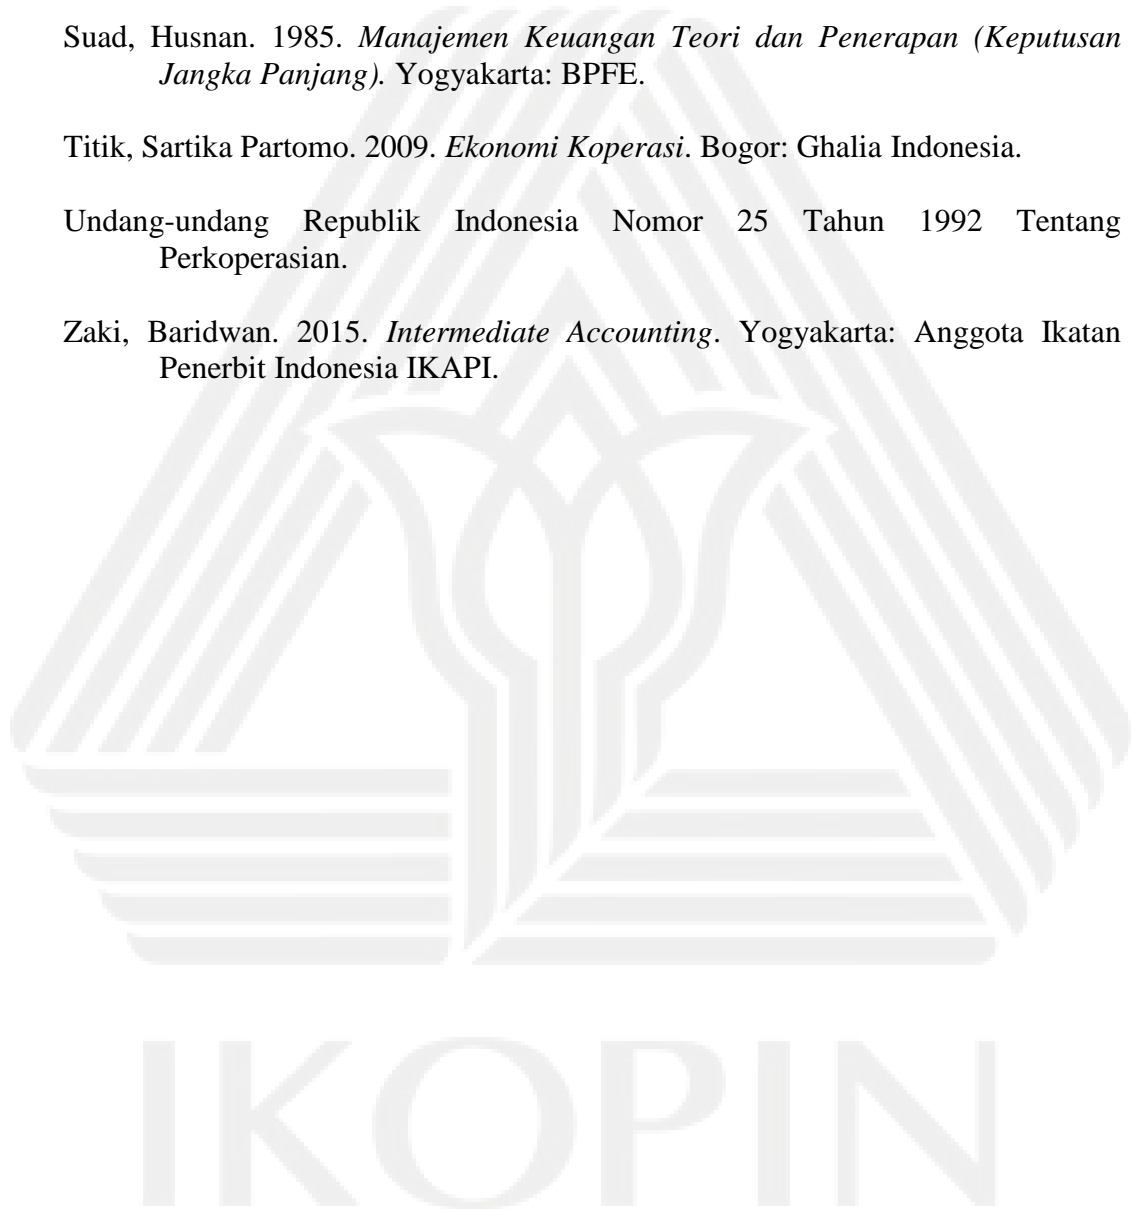 Suad, Husnan. 1985. Manajemen Keuangan Teori dan Penerapan (Keputusan
Jangka Panjang). Yogyakarta: BPFE.
Titik, Sartika Partomo. 2009. Ekonomi Koperasi. Bogor: Ghalia Indonesia.
Undang-undang Republik Indonesia Nomor 25 Tahun 1992 Tentang
Perkoperasian.
Zaki, Baridwan. 2015. Intermediate Accounting. Yogyakarta: Anggota Ikatan
Penerbit Indonesia IKAPI.
IKOPIN